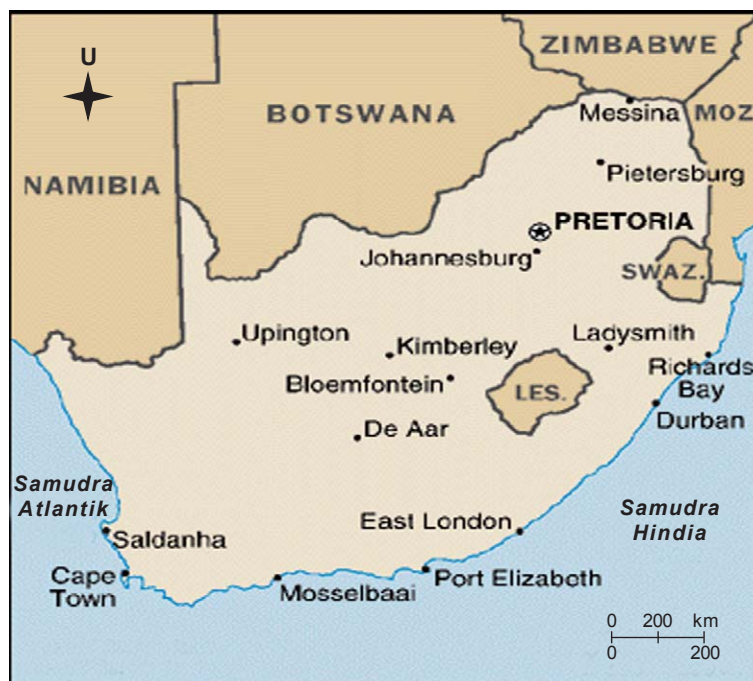 ZIMBABWE
U
BOTSWANA
Messina
MOZ
NAMIBIA
Pietersburg
PRETORIA
Johannesburg
SWAZ.
Upington
Ladysmith
Kimberley
Richards
Bay
Bloemfontein
LES.
Durban
De Aar
Samudra
Atlantik
East London
Samudra
Hindia
Saldanha
Cape
Town
Port Elizabeth
Mosselbaai
0 200 km
0 200